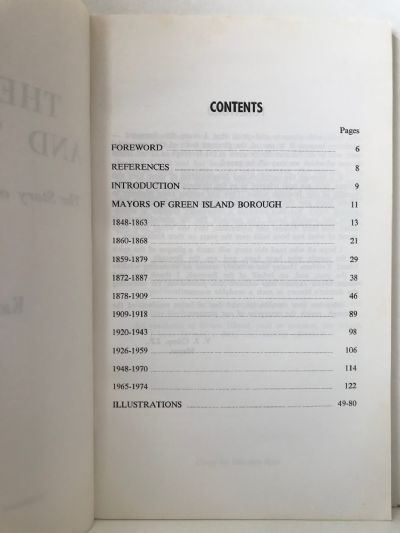 CONTENTS
Pages
FOREWORD 6
REFERENCES 8
INTRODUCTION 9
MAYORS OF GREEN ISLAND BOROUGH 11
1848-1863 13
1860-1868 21
1859-1879 29
1872-1887 38
1878-1909 46
1909-1918 89
1920-1943 98
1926-1959 106
1948-1970 114
1965-1974 122
ILLUSTRATIONS 49-80